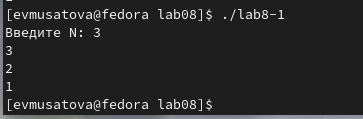 [evmusatova@fedora lab08]$ ./lab8-1
Введите N: 3
3
2
1
[evmusatova@fedora lab08]$